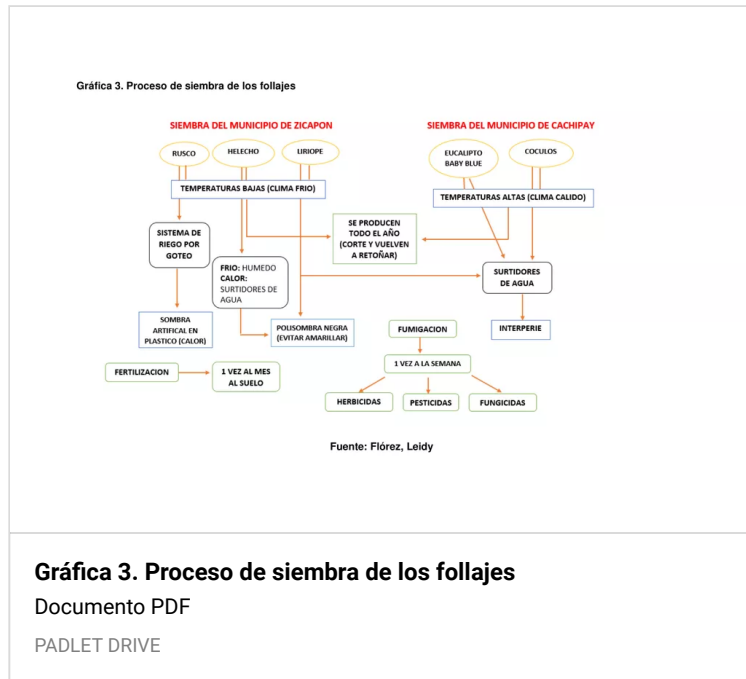 Gráfica 3. Proceso de siembra de los follajes
SIEMBRA DEL MUNICIPIO DE ZICAPON
SIEMBRA DEL MUNICIPIO DE CACHIPAY
RUSCO
HELECHO
LIRIOPE
EUCALIPTO
BABY BLUE
COCULOS
TEMPERATURAS BAJAS (CLIMA FRIO)
TEMPERATURAS ALTAS (CLIMA CALIDO)
SISTEMA DE
RIEGO POR
GOTEO
SE PRODUCEN
TODO EL AÑO
(CORTE Y VUELVEN
A RETOÑAR)
FRIO: HUMEDO
CALOR:
SURTIDORES DE
AGUA
SURTIDORES
DE AGUA
SOMBRA
ARTIFICAL EN
PLASTICO (CALOR)
POLISOMBRA NEGRA
(EVITAR AMARILLAR)
FUMIGACION
INTERPERIE
FERTILIZACION
1 VEZ AL MES
AL SUELO
1 VEZ A LA SEMANA
HERBICIDAS
PESTICIDAS
FUNGICIDAS
Fuente: Flórez, Leidy
Gráfica 3. Proceso de siembra de los follajes
Documento PDF
PADLET DRIVE